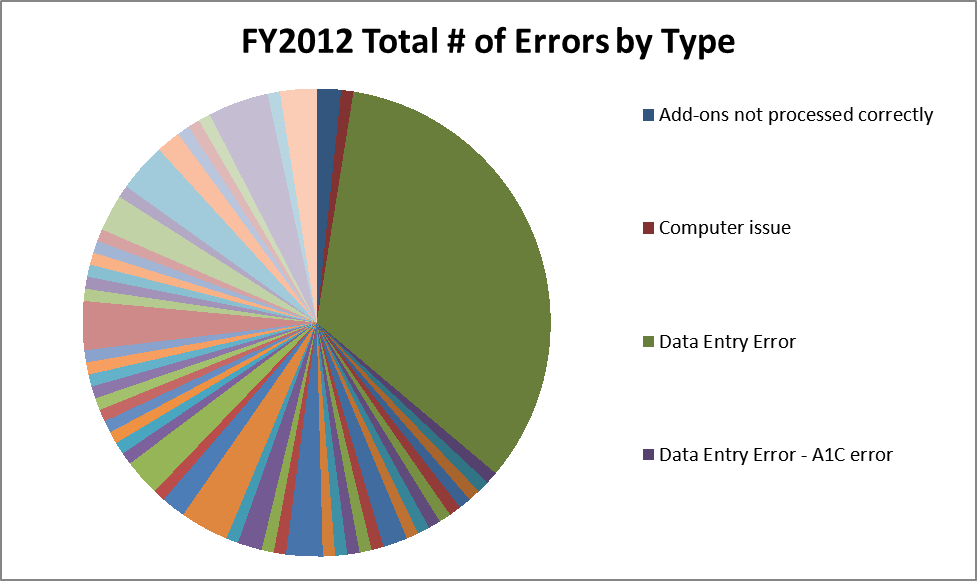 FY2012 Total # of Errors by Type
Add-ons not processed correctly
Computer issue
Data Entry Error
Data Entry Error - A1C error